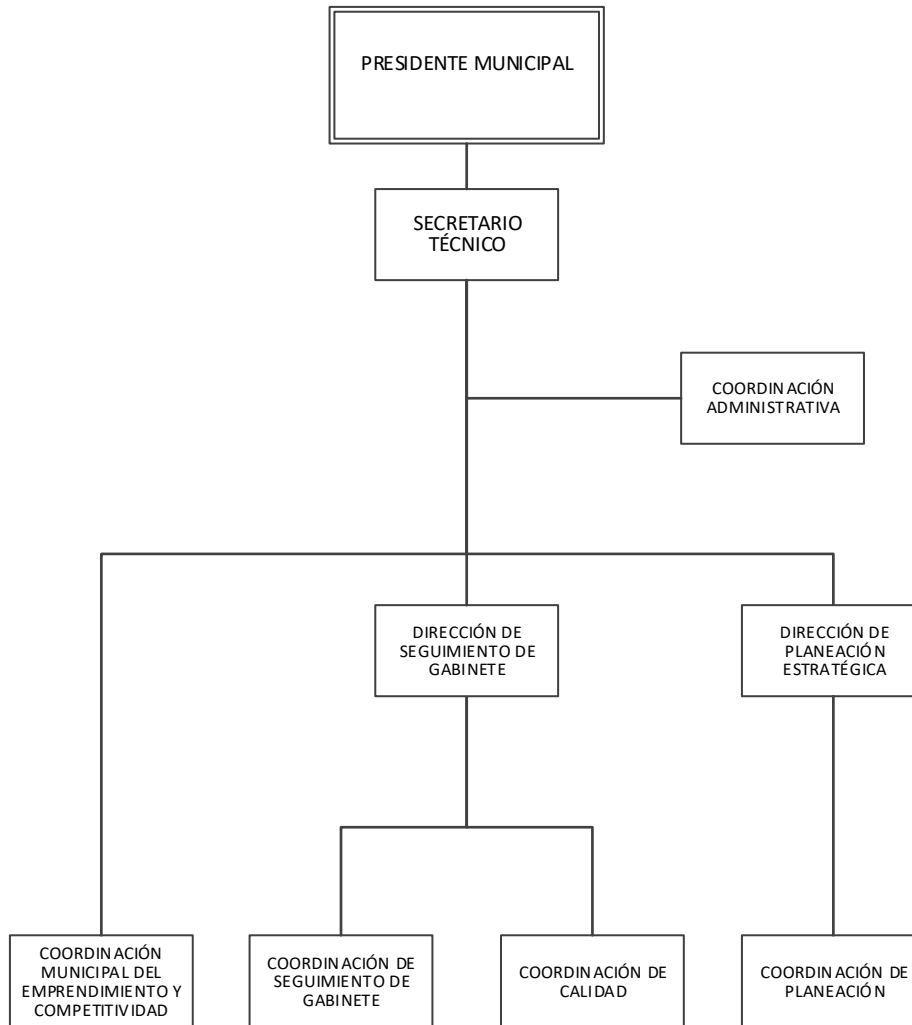 PRESIDENTE MUNICIPAL
SECRETARIO
TÉCNICO
COORDINACIÓN
ADMINISTRATIVA
DIRECCIÓN DE
SEGUIMIENTO DE
GABINETE
DIRECCIÓN DE
PLANEACIÓN
ESTRATÉGICA
COORDINACIÓN
MUNICIPAL DEL
EMPRENDIMIENTO Y
COMPETITIVIDAD
COORDINACIÓN DE
SEGUIMIENTO DE
GABINETE
COORDINACIÓN DE
CALIDAD
COORDINACIÓN DE
PLANEACIÓN